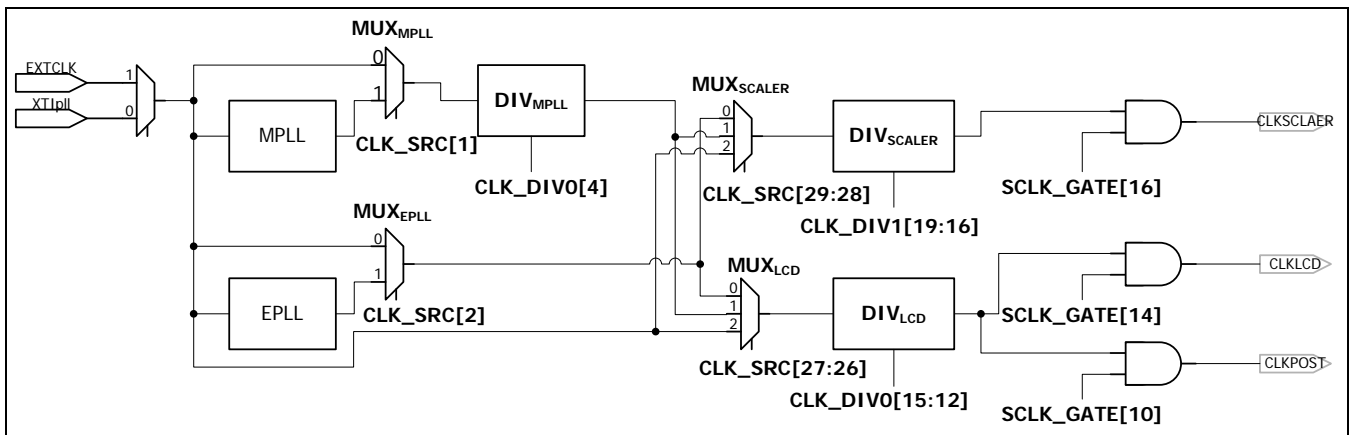 MUXMPLL
EXTCLK
1
XTIpll
0
0
1
MPLL
CLK_SRC[1]
DIVMPLL
CLK_DIV0[4]
MUXSCALER
0
1
2
CLK_SRC[29:28]
DIVSCALER
CLK_DIV1[19:16]
SCLK_GATE[16]
CLKSCLAER
MUXEPLL
0
1
EPLL
CLK_SRC[2]
MUXLCD
0
1
2
CLK_SRC[27:26]
DIVLCD
CLK_DIV0[15:12]
SCLK_GATE[14]
CLKLCD
SCLK_GATE[10]
CLKPOST